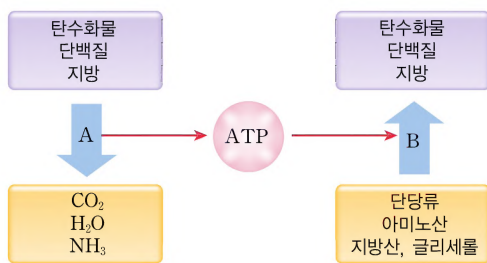 탄수화물
단백질
지방
A
CO₂
H₂O
NH₃
ATP
탄수화물
단백질
지방
B
단당류
아미노산
지방산, 글리세롤